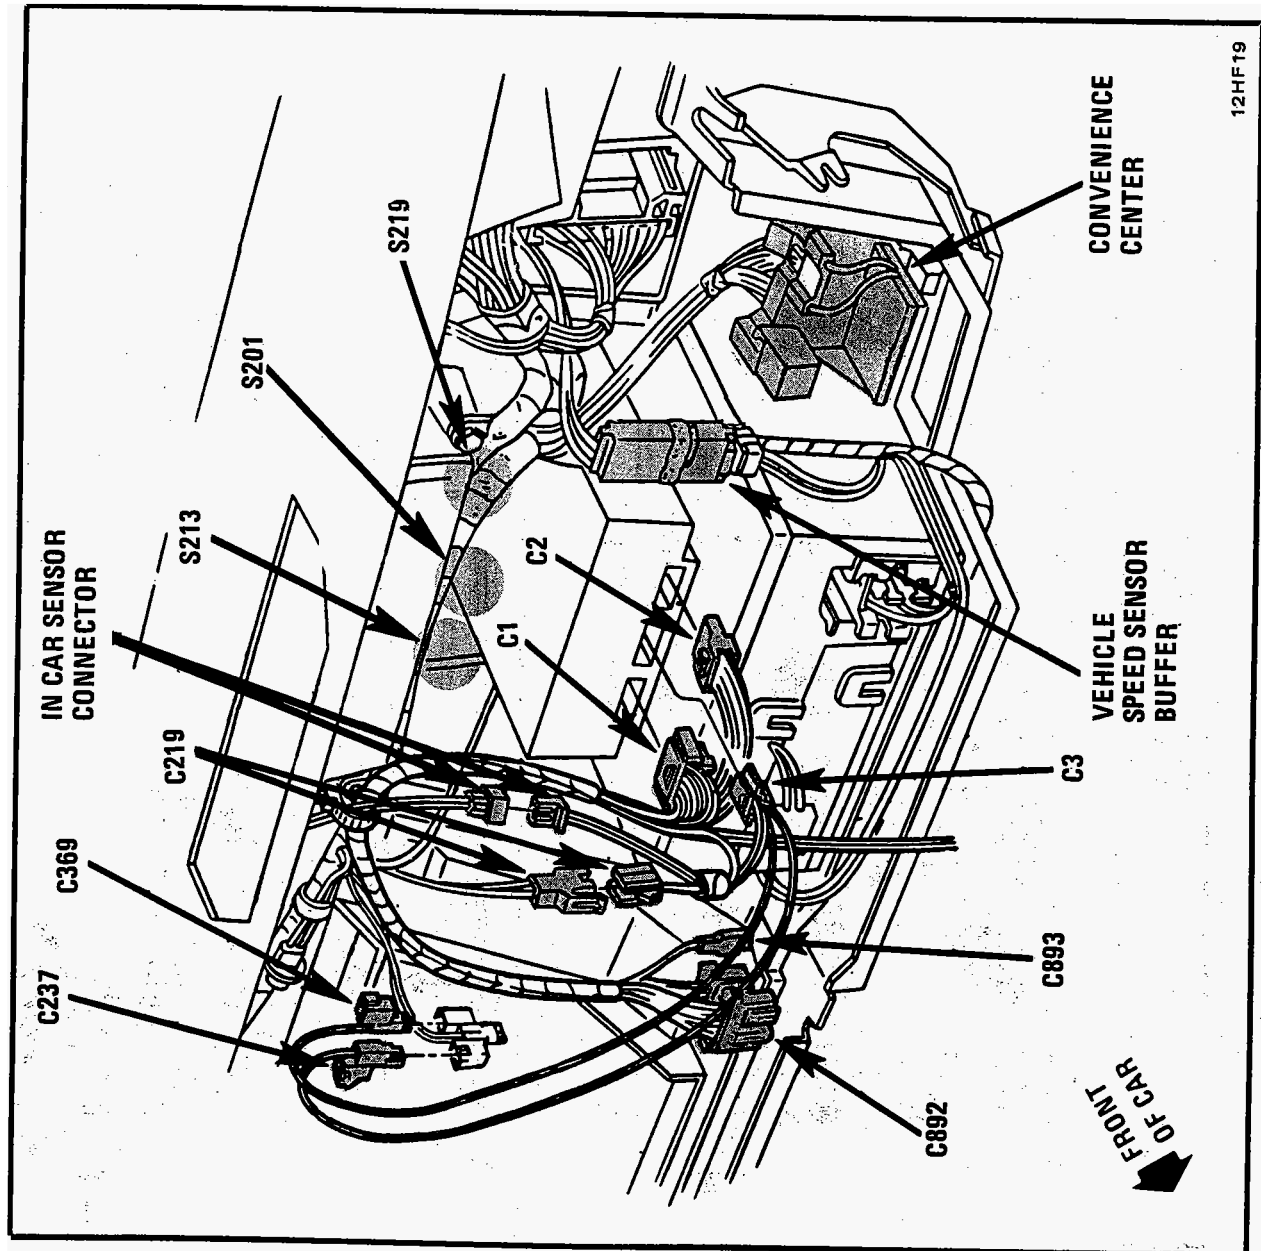 C237
C369
C219
IN CAR SENSOR
CONNECTOR
S213
S201
S219
C1
C2
C892
C893
C3
VEHICLE
SPEED SENSOR
BUFFER
CONVENIENCE
CENTER
FRONT
OF CAR
12HF19